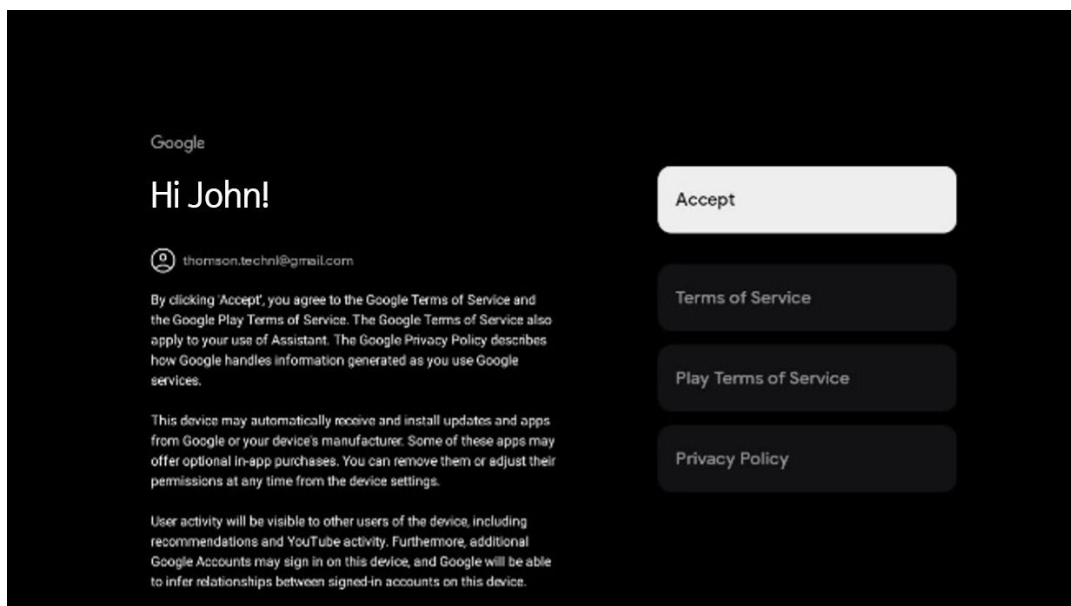 Google
Hi John!
thomson.technl@gmail.com
By clicking 'Accept', you agree to the Google Terms of Service and
the Google Play Terms of Service. The Google Terms of Service also
apply to your use of Assistant. The Google Privacy Policy describes
how Google handles information generated as you use Google
services.
This device may automatically receive and install updates and apps
from Google or your device's manufacturer. Some of these apps may
offer optional in-app purchases. You can remove them or adjust their
permissions at any time from the device settings.
User activity will be visible to other users of the device, including
recommendations and YouTube activity. Furthermore, additional
Google Accounts may sign in on this device, and Google will be able
to infer relationships between signed-in accounts on this device.
Accept
Terms of Service
Play Terms of Service
Privacy Policy